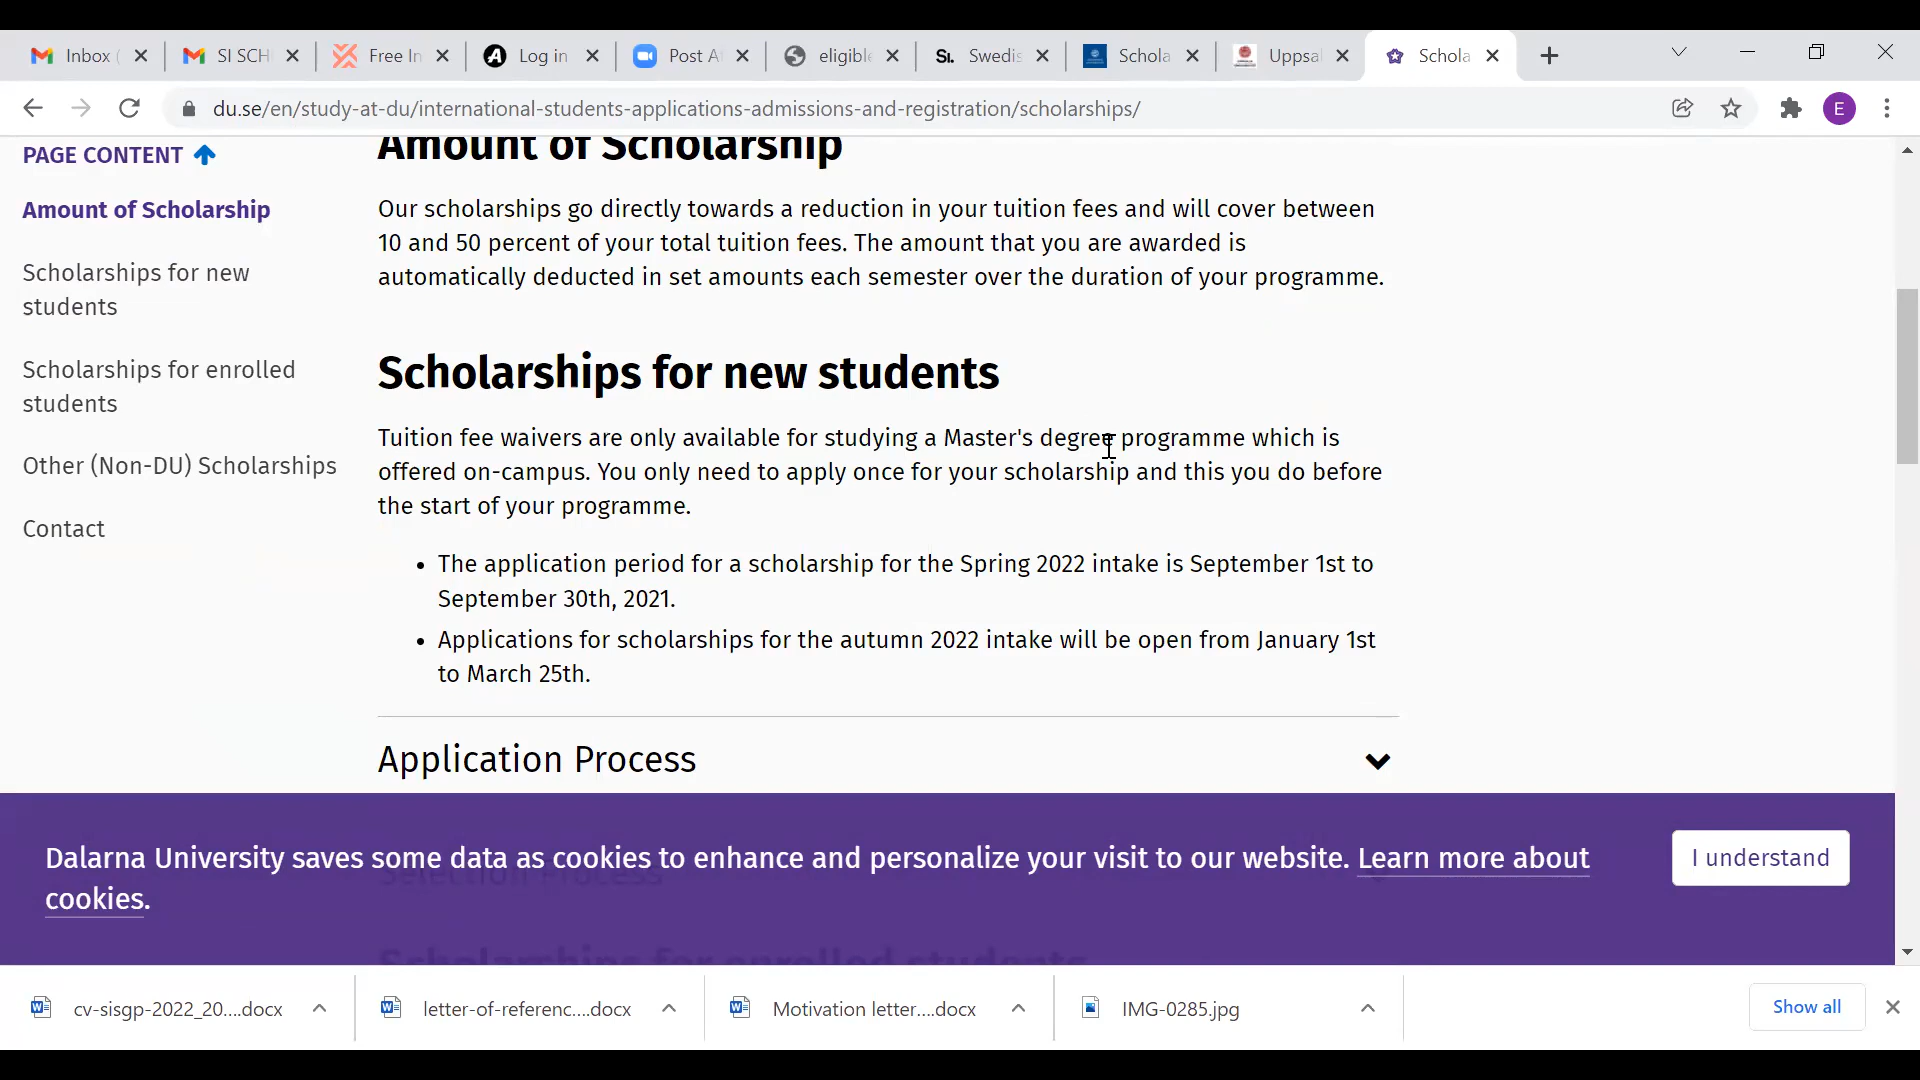 Inbox (
SI SCH
Free In
Log in
Post A
eligible
Si. Swedis
Schola
Uppsal
Schola
du.se/en/study-at-du/international-students-applications-admissions-and-registration/scholarships/
E
PAGE CONTENT
Amount of Scholarship
Scholarships for new
students
Scholarships for enrolled
students
Other (Non-DU) Scholarships
Contact
Amount of Scholarship
Our scholarships go directly towards a reduction in your tuition fees and will cover between
10 and 50 percent of your total tuition fees. The amount that you are awarded is
automatically deducted in set amounts each semester over the duration of your programme.
Scholarships for new students
Tuition fee waivers are only available for studying a Master's degree programme which is
offered on-campus. You only need to apply once for your scholarship and this you do before
the start of your programme.
• The application period for a scholarship for the Spring 2022 intake is September 1st to
September 30th, 2021.
• Applications for scholarships for the autumn 2022 intake will be open from January 1st
to March 25th.
Application Process
Dalarna University saves some data as cookies to enhance and personalize your visit to our website. Learn more about
cookies.
I understand
Selection Process
Scholarships for enrolled students
cv-sisgp-2022_20....docx
letter-of-referenc....docx
Motivation letter....docx
IMG-0285.jpg
Show all